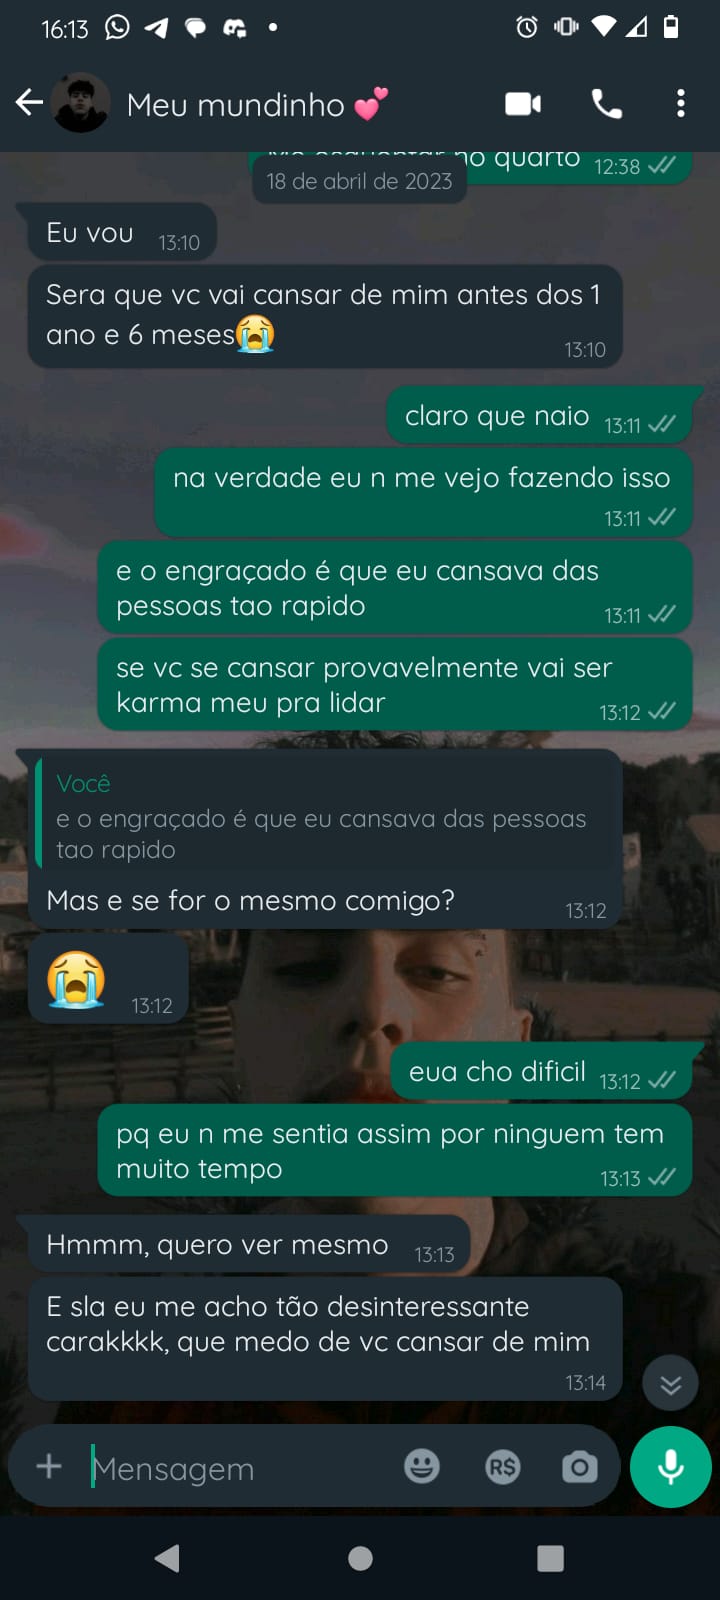 16:13
Meu mundinho 💕
no quarto 12:38
18 de abril de 2023
Eu vou 13:10
Sera que vc vai cansar de mim antes dos 1
ano e 6 meses😭
13:10
claro que naio 13:11
na verdade eu n me vejo fazendo isso
13:11
e o engraçado é que eu cansava das
pessoas tao rapido 13:11
se vc se cansar provavelmente vai ser
karma meu pra lidar 13:12
Você
e o engraçado é que eu cansava das pessoas
tao rapido
Mas e se for o mesmo comigo? 13:12
😭 13:12
eua cho dificil 13:12
pq eu n me sentia assim por ninguem tem
muito tempo 13:13
Hmmm, quero ver mesmo 13:13
E sla eu me acho tão desinteressante
carakkkk, que medo de vc cansar de mim
13:14
Mensagem R$